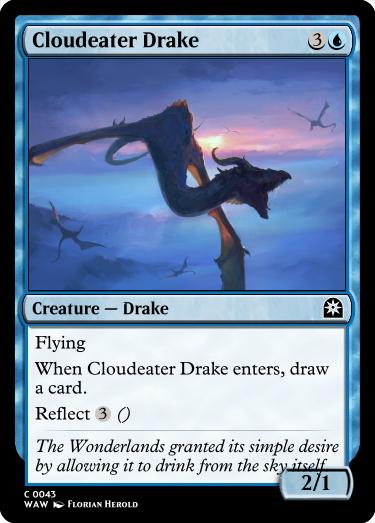 Cloudeater Drake 3
Creature — Drake
Flying
When Cloudeater Drake enters, draw
a card.
Reflect 3 ()
The Wonderlands granted its simple desire
by allowing it to drink from the sky itself
2/1
C 0043
WAW Florian Herold